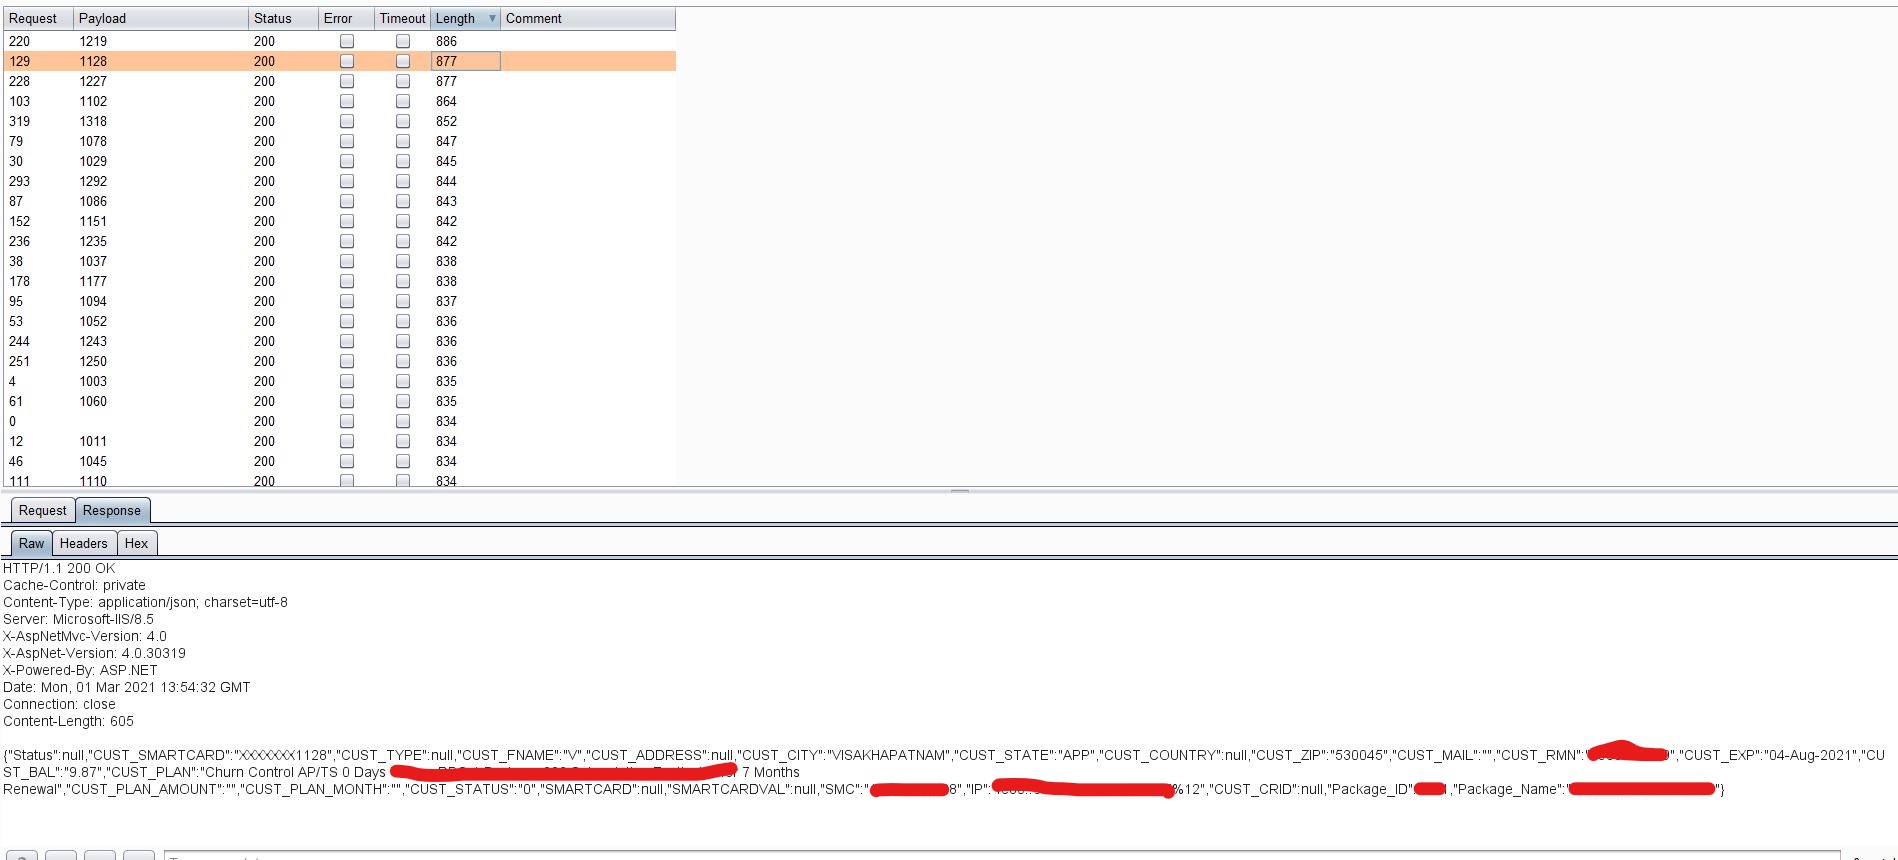 Request Payload Status Error Timeout Length Comment
220 1219 200 886
129 1128 200 877
228 1227 200 877
103 1102 200 864
319 1318 200 852
79 1078 200 847
30 1029 200 845
293 1292 200 844
87 1086 200 843
152 1151 200 842
236 1235 200 842
38 1037 200 838
178 1177 200 838
95 1094 200 837
53 1052 200 836
244 1243 200 836
251 1250 200 836
4 1003 200 835
61 1060 200 835
0 200 834
12 1011 200 834
46 1045 200 834
111 1110 200 834
Request Response
Raw Headers Hex
HTTP/1.1 200 OK
Cache-Control: private
Content-Type: application/json; charset=utf-8
Server: Microsoft-IIS/8.5
X-AspNetMvc-Version: 4.0
X-AspNet-Version: 4.0.30319
X-Powered-By: ASP.NET
Date: Mon, 01 Mar 2021 13:54:32 GMT
Connection: close
Content-Length: 605
{"Status":null,"CUST_SMARTCARD":"XXXXXXX1128","CUST_TYPE":null,"CUST_FNAME":"V","CUST_ADDRESS":null,"CUST_CITY":"VISAKHAPATNAM","CUST_STATE":"APP","CUST_COUNTRY":null,"CUST_ZIP":"530045","CUST_MAIL":"","CUST_RMN":" ","CUST_EXP":"04-Aug-2021","CU
ST_BAL":"9.87","CUST_PLAN":"Churn Control AP/TS 0 Days 7 Months
Renewal","CUST_PLAN_AMOUNT":"","CUST_PLAN_MONTH":"","CUST_STATUS":"0","SMARTCARD":null,"SMARTCARDVAL":null,"SMC":" 8","IP":" %12","CUST_CRID":null,"Package_ID": 1,"Package_Name":" "}